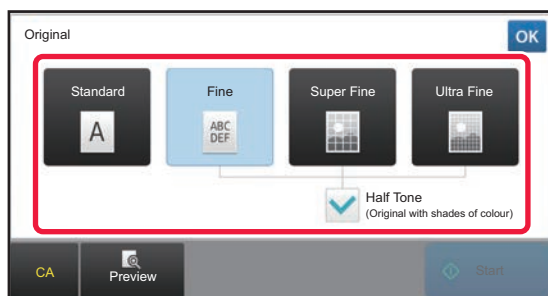 Original
OK
Standard
Fine
Super Fine
Ultra Fine
A
ABC
DEF
Half Tone
(Original with shades of colour)
CA
Preview
Start